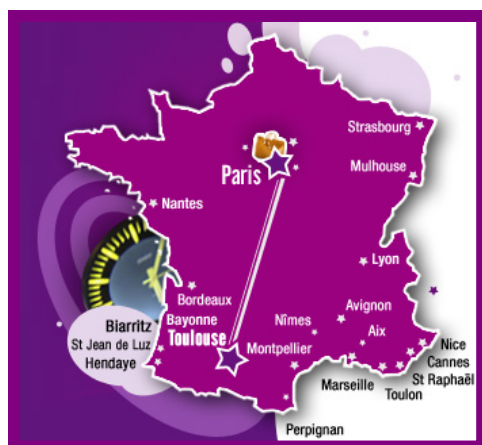 Strasbourg
Paris
Mulhouse
Nantes
Lyon
Bordeaux
Avignon
Biarritz
Bayonne
Nîmes
St Jean de Luz
Toulouse
Aix
Hendaye
Montpellier
Nice
Cannes
Marseille
St Raphaël
Toulon
Perpignan